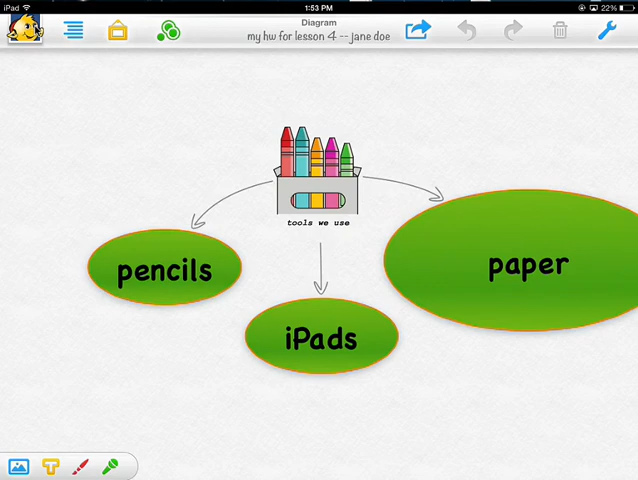 iPad
1:53 PM
22%
Diagram
my hw for lesson 4 -- jane doe
tools we use
pencils
paper
iPads
T